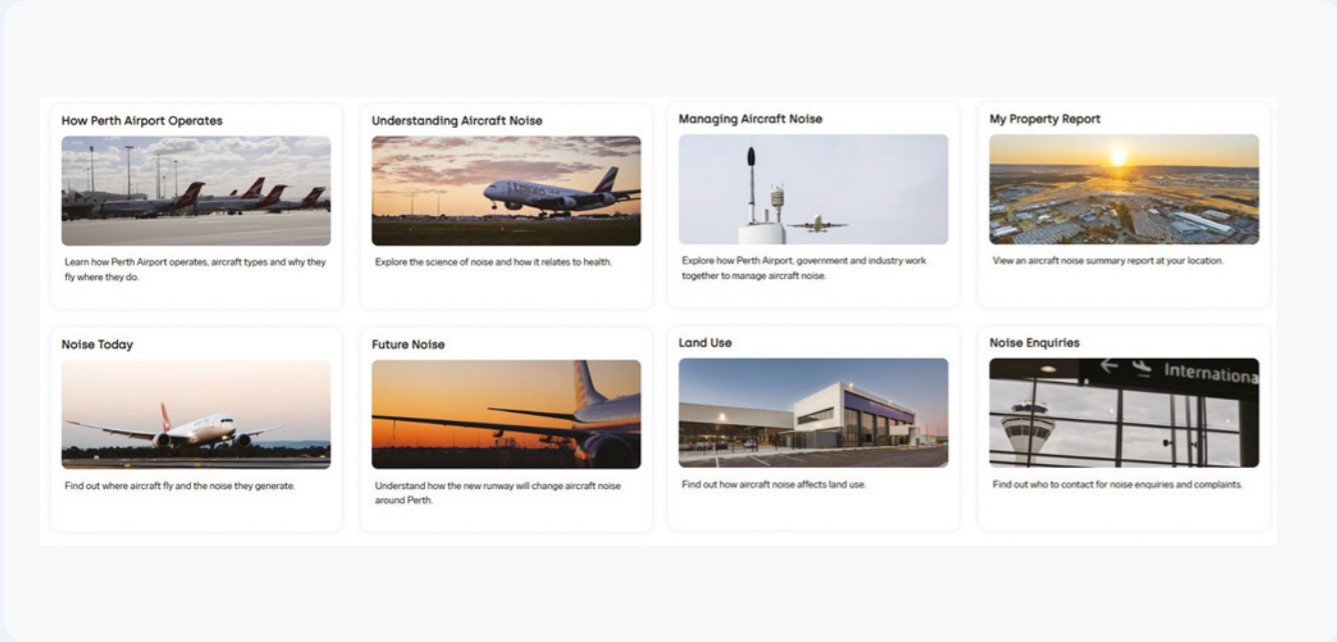 How Perth Airport Operates
Learn how Perth Airport operates, aircraft types and why they
fly where they do.
Understanding Aircraft Noise
Explore the science of noise and how it relates to health.
Managing Aircraft Noise
Explore how Perth Airport, government and industry work
together to manage aircraft noise.
My Property Report
View an aircraft noise summary report at your location.
Noise Today
Find out where aircraft fly and the noise they generate.
Future Noise
Understand how the new runway will change aircraft noise
around Perth.
Land Use
Find out how aircraft noise affects land use.
Noise Enquiries
Internationa
Find out who to contact for noise enquiries and complaints.